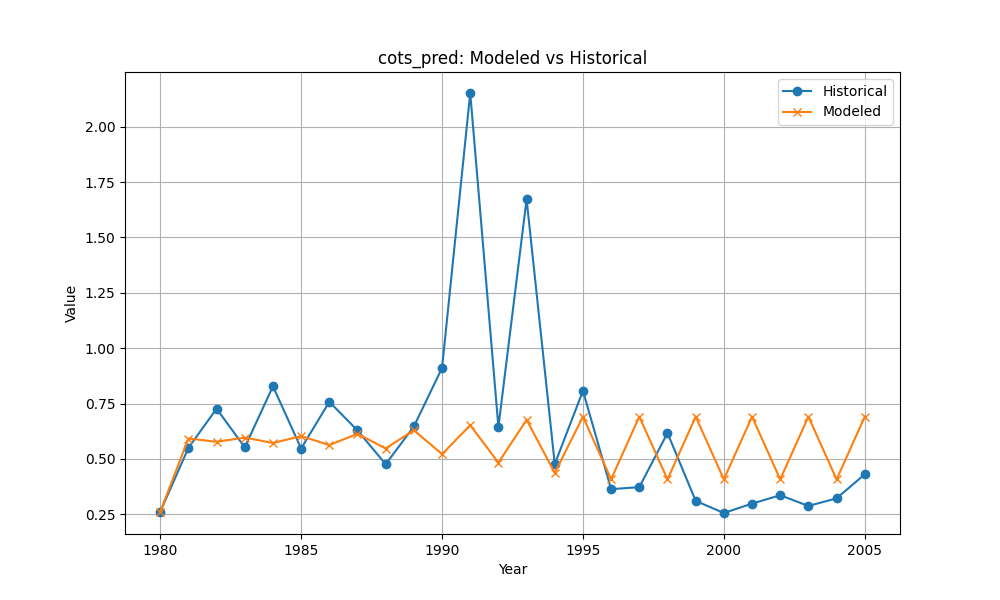 cots_pred: Modeled vs Historical
Historical
Modeled
Value
2.00
1.75
1.50
1.25
1.00
0.75
0.50
0.25
1980 1985 1990 1995 2000 2005
Year